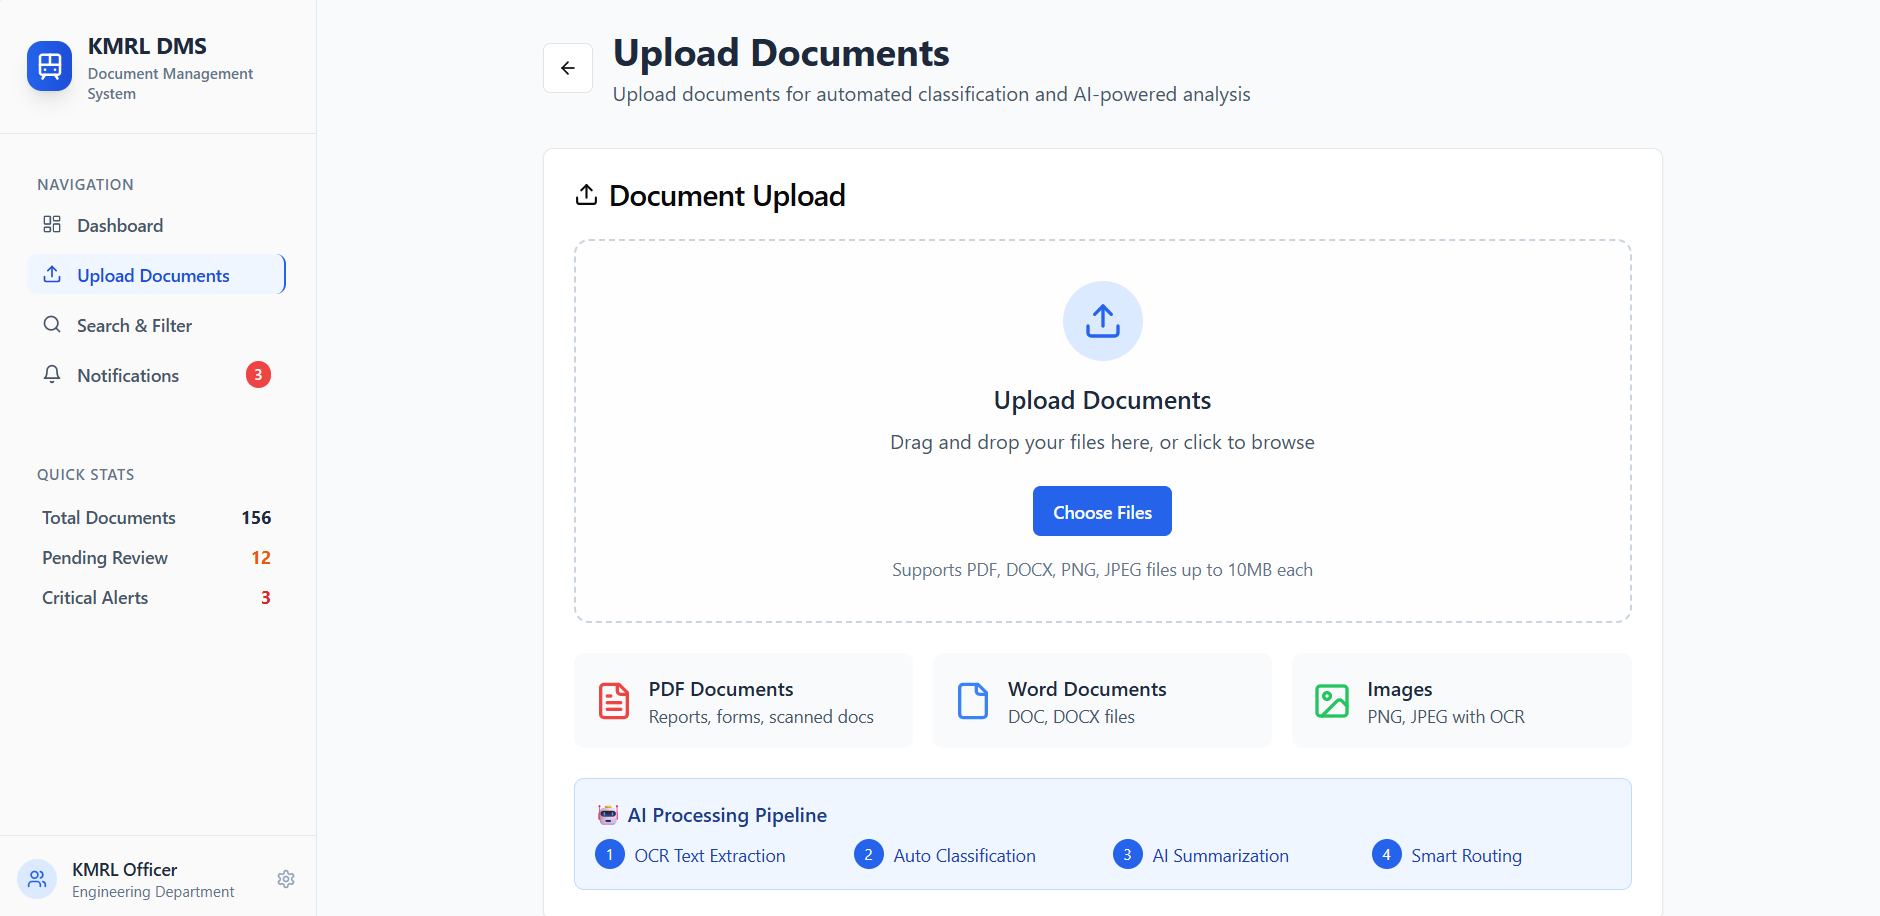 KMRL DMS
Document Management
System
NAVIGATION
Dashboard
Upload Documents
Search & Filter
Notifications 3
QUICK STATS
Total Documents 156
Pending Review 12
Critical Alerts 3
KMRL Officer
Engineering Department
Upload Documents
Upload documents for automated classification and AI-powered analysis
Document Upload
Upload Documents
Drag and drop your files here, or click to browse
Choose Files
Supports PDF, DOCX, PNG, JPEG files up to 10MB each
PDF Documents
Reports, forms, scanned docs
Word Documents
DOC, DOCX files
Images
PNG, JPEG with OCR
AI Processing Pipeline
1 OCR Text Extraction
2 Auto Classification
3 AI Summarization
4 Smart Routing